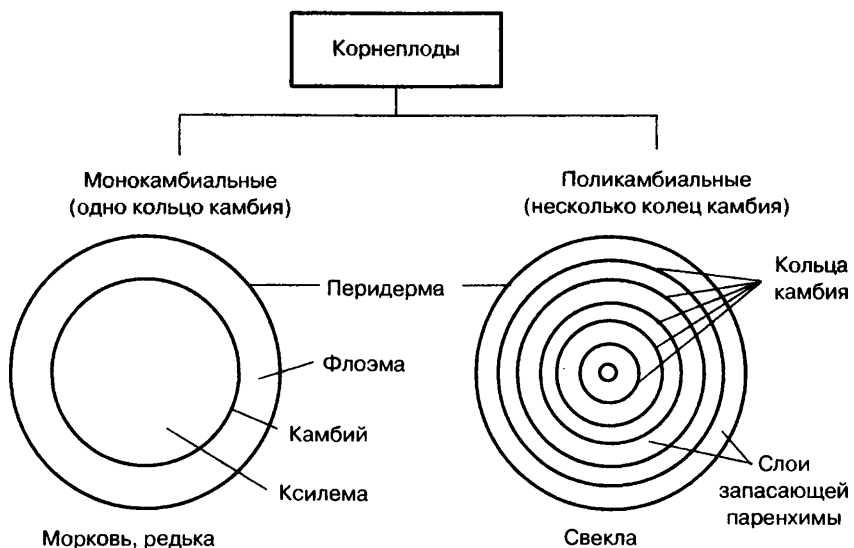 Корнеплоды
Монокамбиальные
(одно кольцо камбия)
Поликамбиальные
(несколько колец камбия)
Перидерма
Флоэма
Камбий
Ксилема
Кольца
камбия
Слои
запасающей
паренхимы
Морковь, редька
Свекла